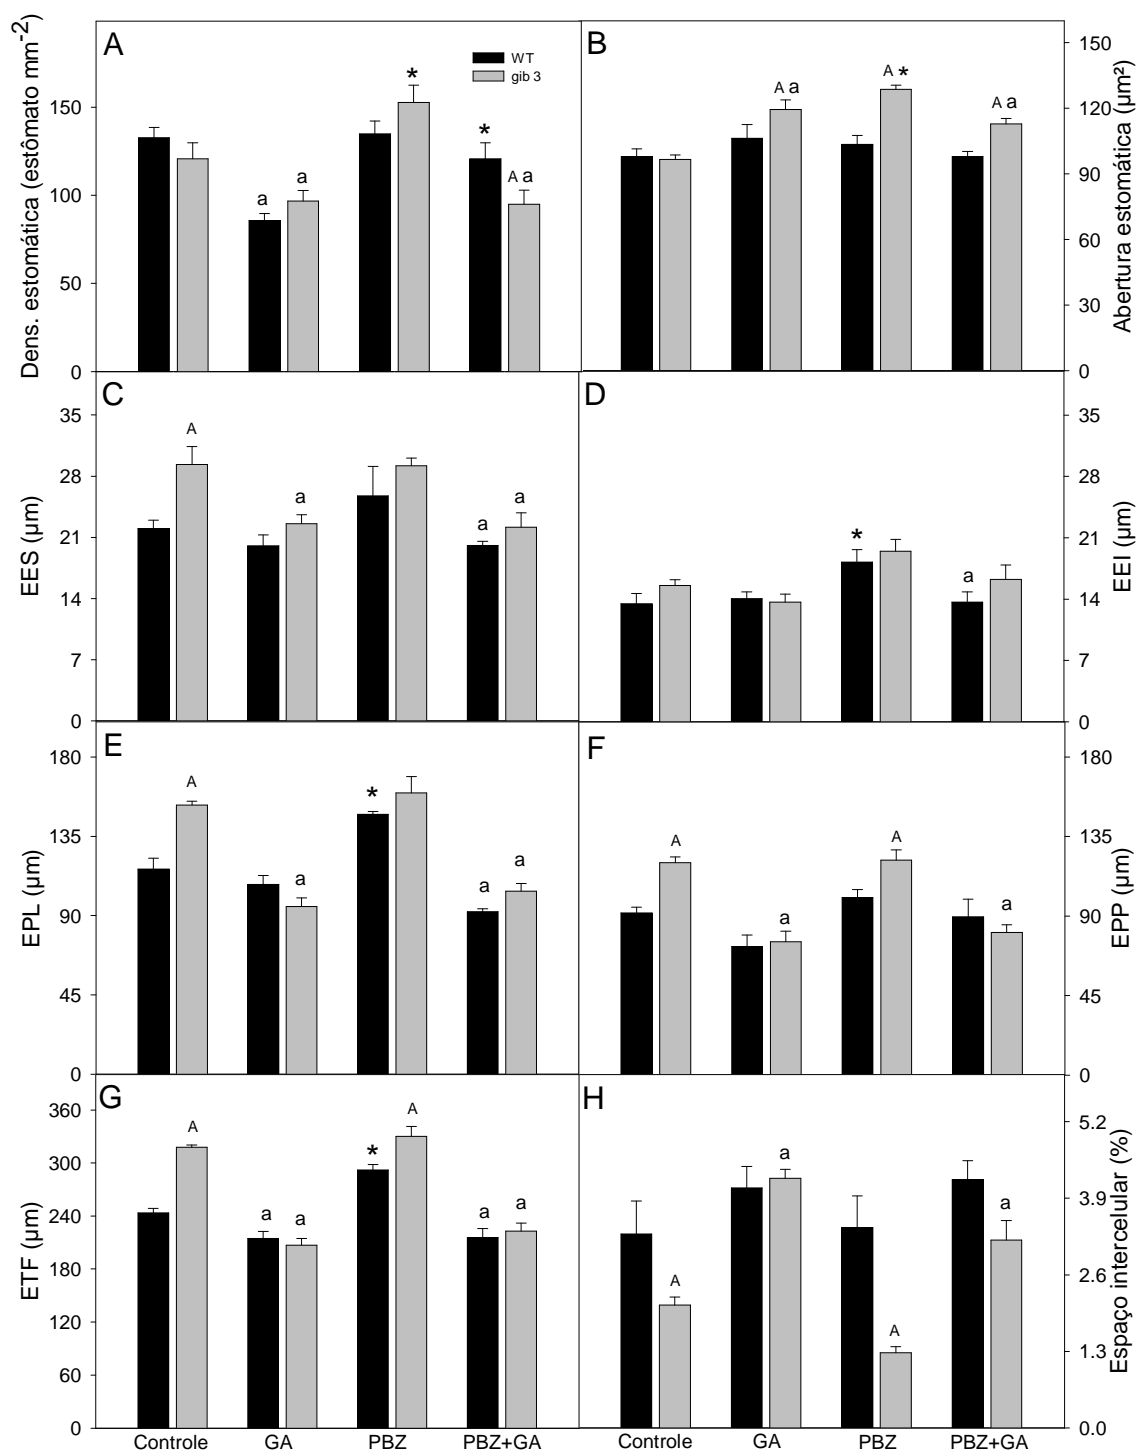 A
WT
gib 3
Dens. estomática (estômato mm-2)
150
100
50
0
a
a
*
*
A a
B
A a
A *
A a
150
120
90
60
30
0
Abertura estomática (µm²)
C
EES (µm)
35
28
21
14
7
0
A
a
a
a
D
*
a
35
28
21
14
7
0
EEI (µm)
E
EPL (µm)
180
135
90
45
0
A
a
*
a
a
F
A
a
A
a
180
135
90
45
0
EPP (µm)
G
ETF (µm)
360
300
240
180
120
60
0
A
a
a
*
A
a
a
Controle
GA
PBZ
PBZ+GA
H
A
a
A
a
5.2
3.9
2.6
1.3
0.0
Espaço intercelular (%)
Controle
GA
PBZ
PBZ+GA